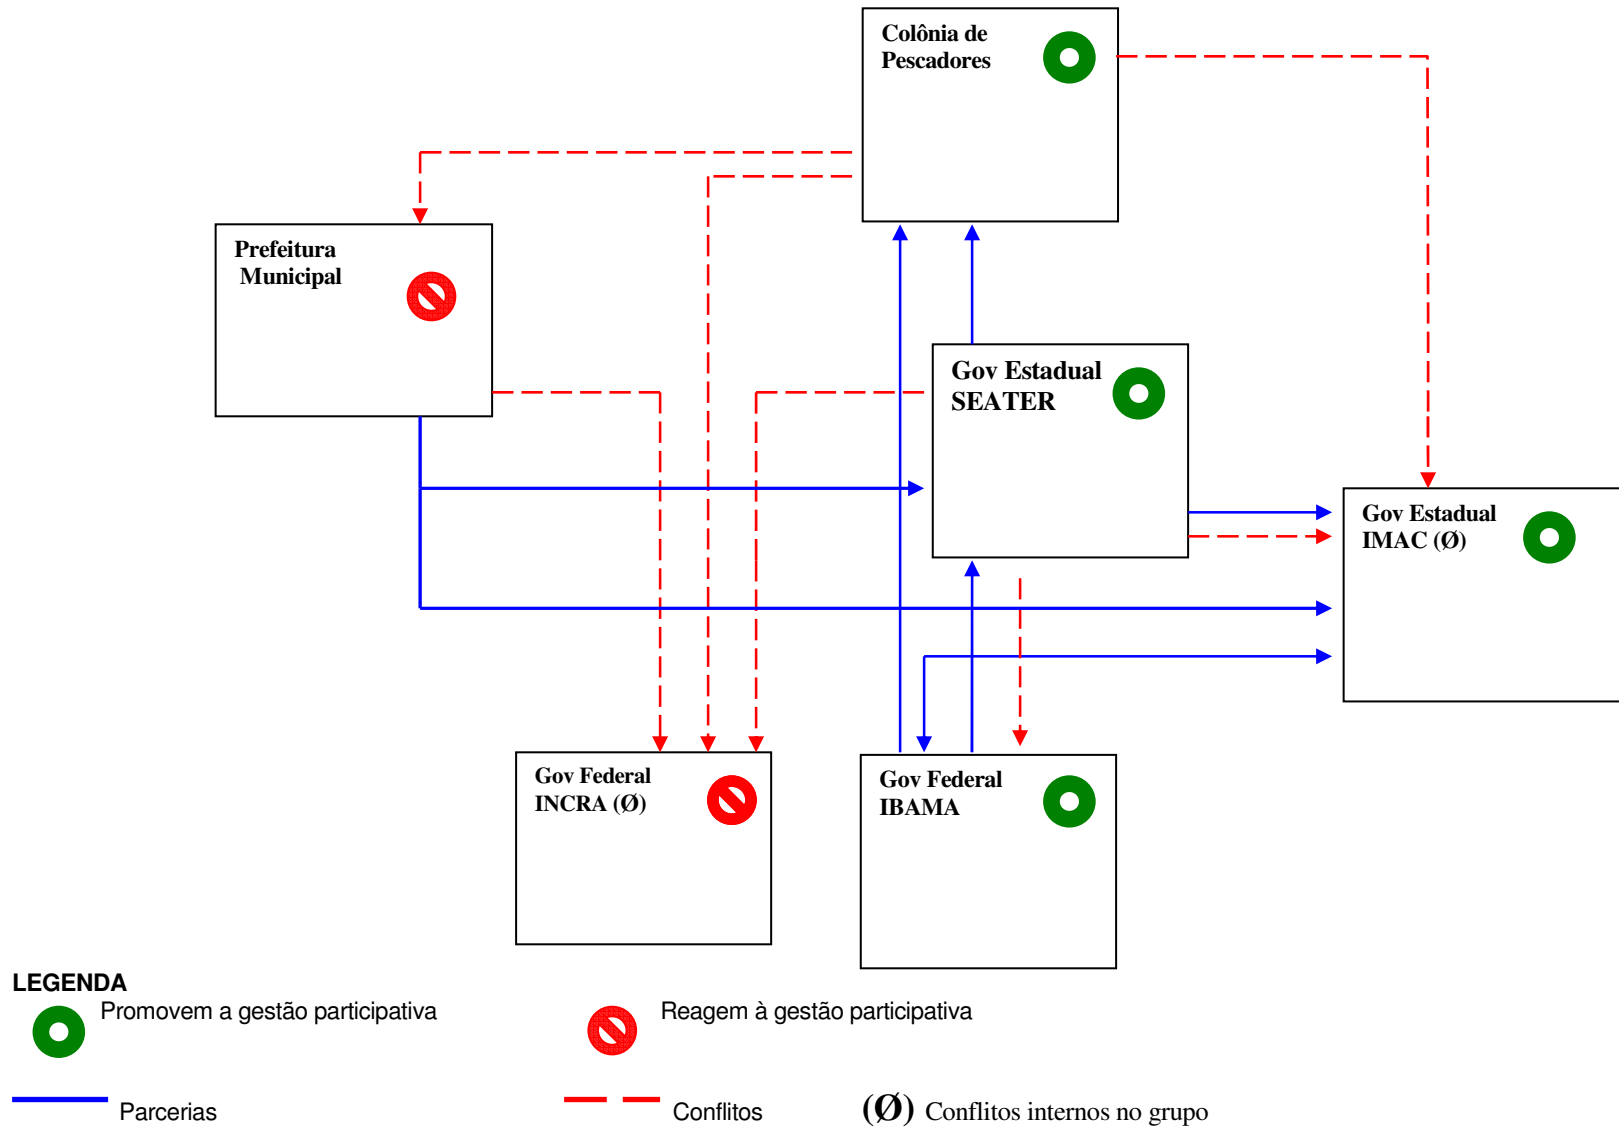 Colônia de
Pescadores
Prefeitura
Municipal
Gov Estadual
SEATER
Gov Estadual
IMAC (Ø)
Gov Federal
INCRA (Ø)
Gov Federal
IBAMA
LEGENDA
Promovem a gestão participativa
Reagem à gestão participativa
Parcerias
Conflitos
(Ø) Conflitos internos no grupo